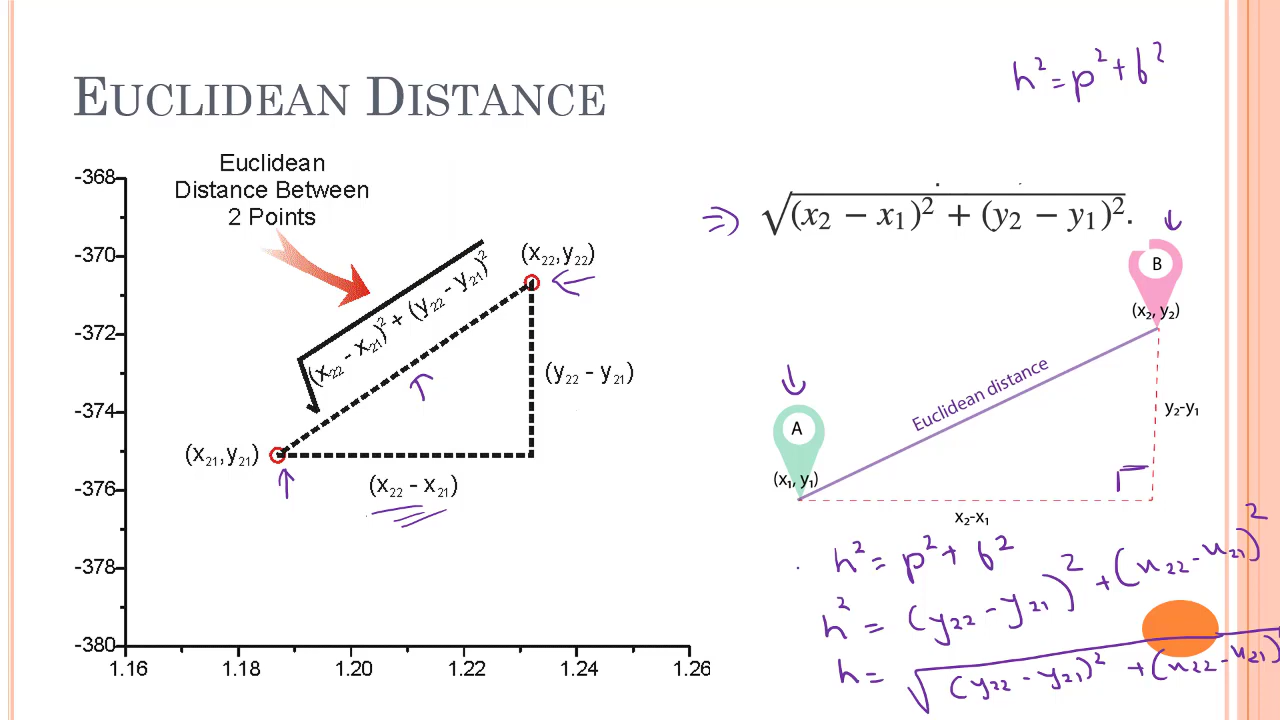 EUCLIDEAN DISTANCE
h² = p² + b²
Euclidean
Distance Between
2 Points
-368
-370
-372
-374
-376
-378
-380
1.16
1.18
1.20
1.22
1.24
1.26
(x₂₂,y₂₂)
√(x₂₂ - x₂₁)² + (y₂₂ - y₂₁)²
(y₂₂ - y₂₁)
(x₂₁,y₂₁)
(x₂₂ - x₂₁)
⇒ √(x₂ − x₁)² + (y₂ − y₁)².
B
(x₂, y₂)
Euclidean distance
y₂-y₁
A
(x₁, y₁)
x₂-x₁
h² = p² + b²
h² = (y₂₂ - y₂₁)² + (x₂₂ - x₂₁)²
h = √(y₂₂ - y₂₁)² + (x₂₂ - x₂₁)